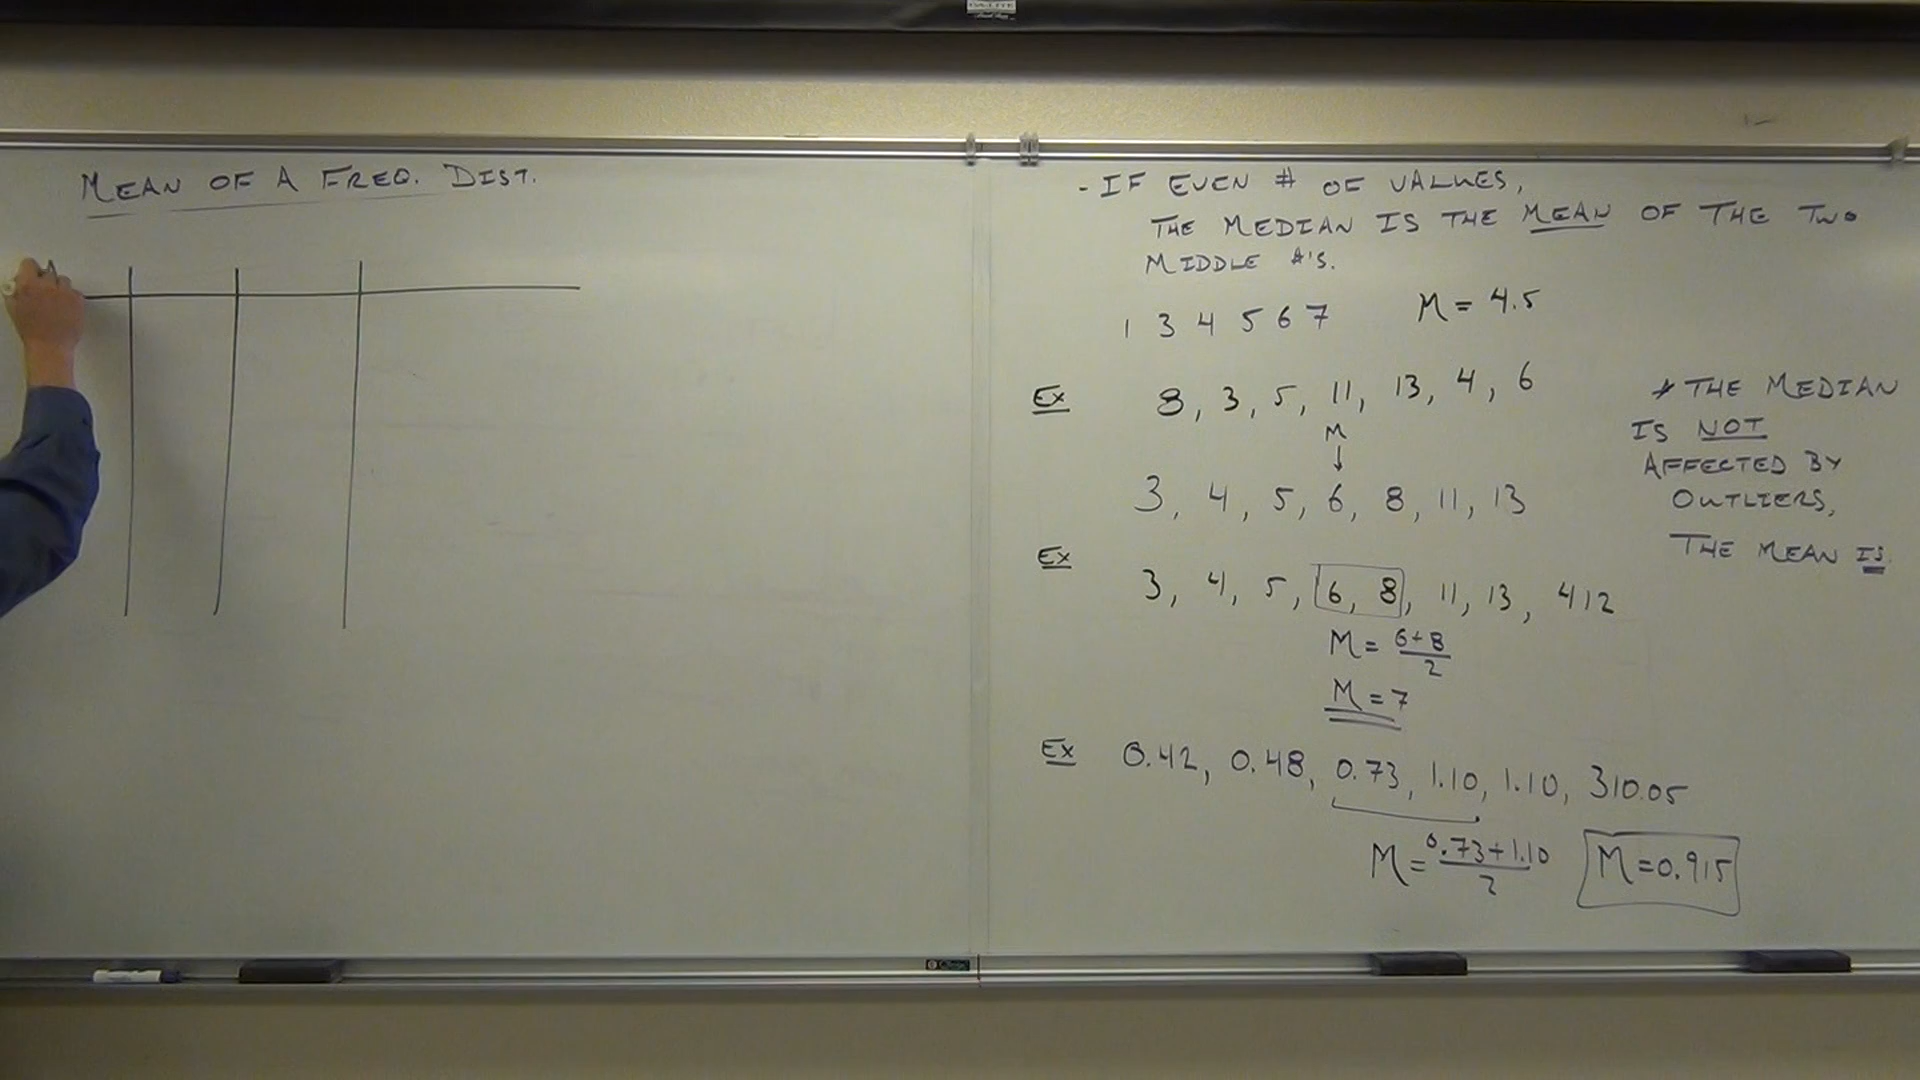 MEAN OF A FREQ. DIST.
- IF EVEN # OF VALUES,
THE MEDIAN IS THE MEAN OF THE TWO
MIDDLE #'S.
1 3 4 5 6 7 M = 4.5
Ex 8, 3, 5, 11, 13, 4, 6
M
↓
3, 4, 5, 6, 8, 11, 13
* THE MEDIAN
IS NOT
AFFECTED BY
OUTLIERS,
THE MEAN IS.
Ex
3, 4, 5, 6, 8, 11, 13, 412
M = 6+8/2
M = 7
Ex 0.42, 0.48, 0.73, 1.10, 1.10, 310.05
M = 0.73+1.10/2 M = 0.915